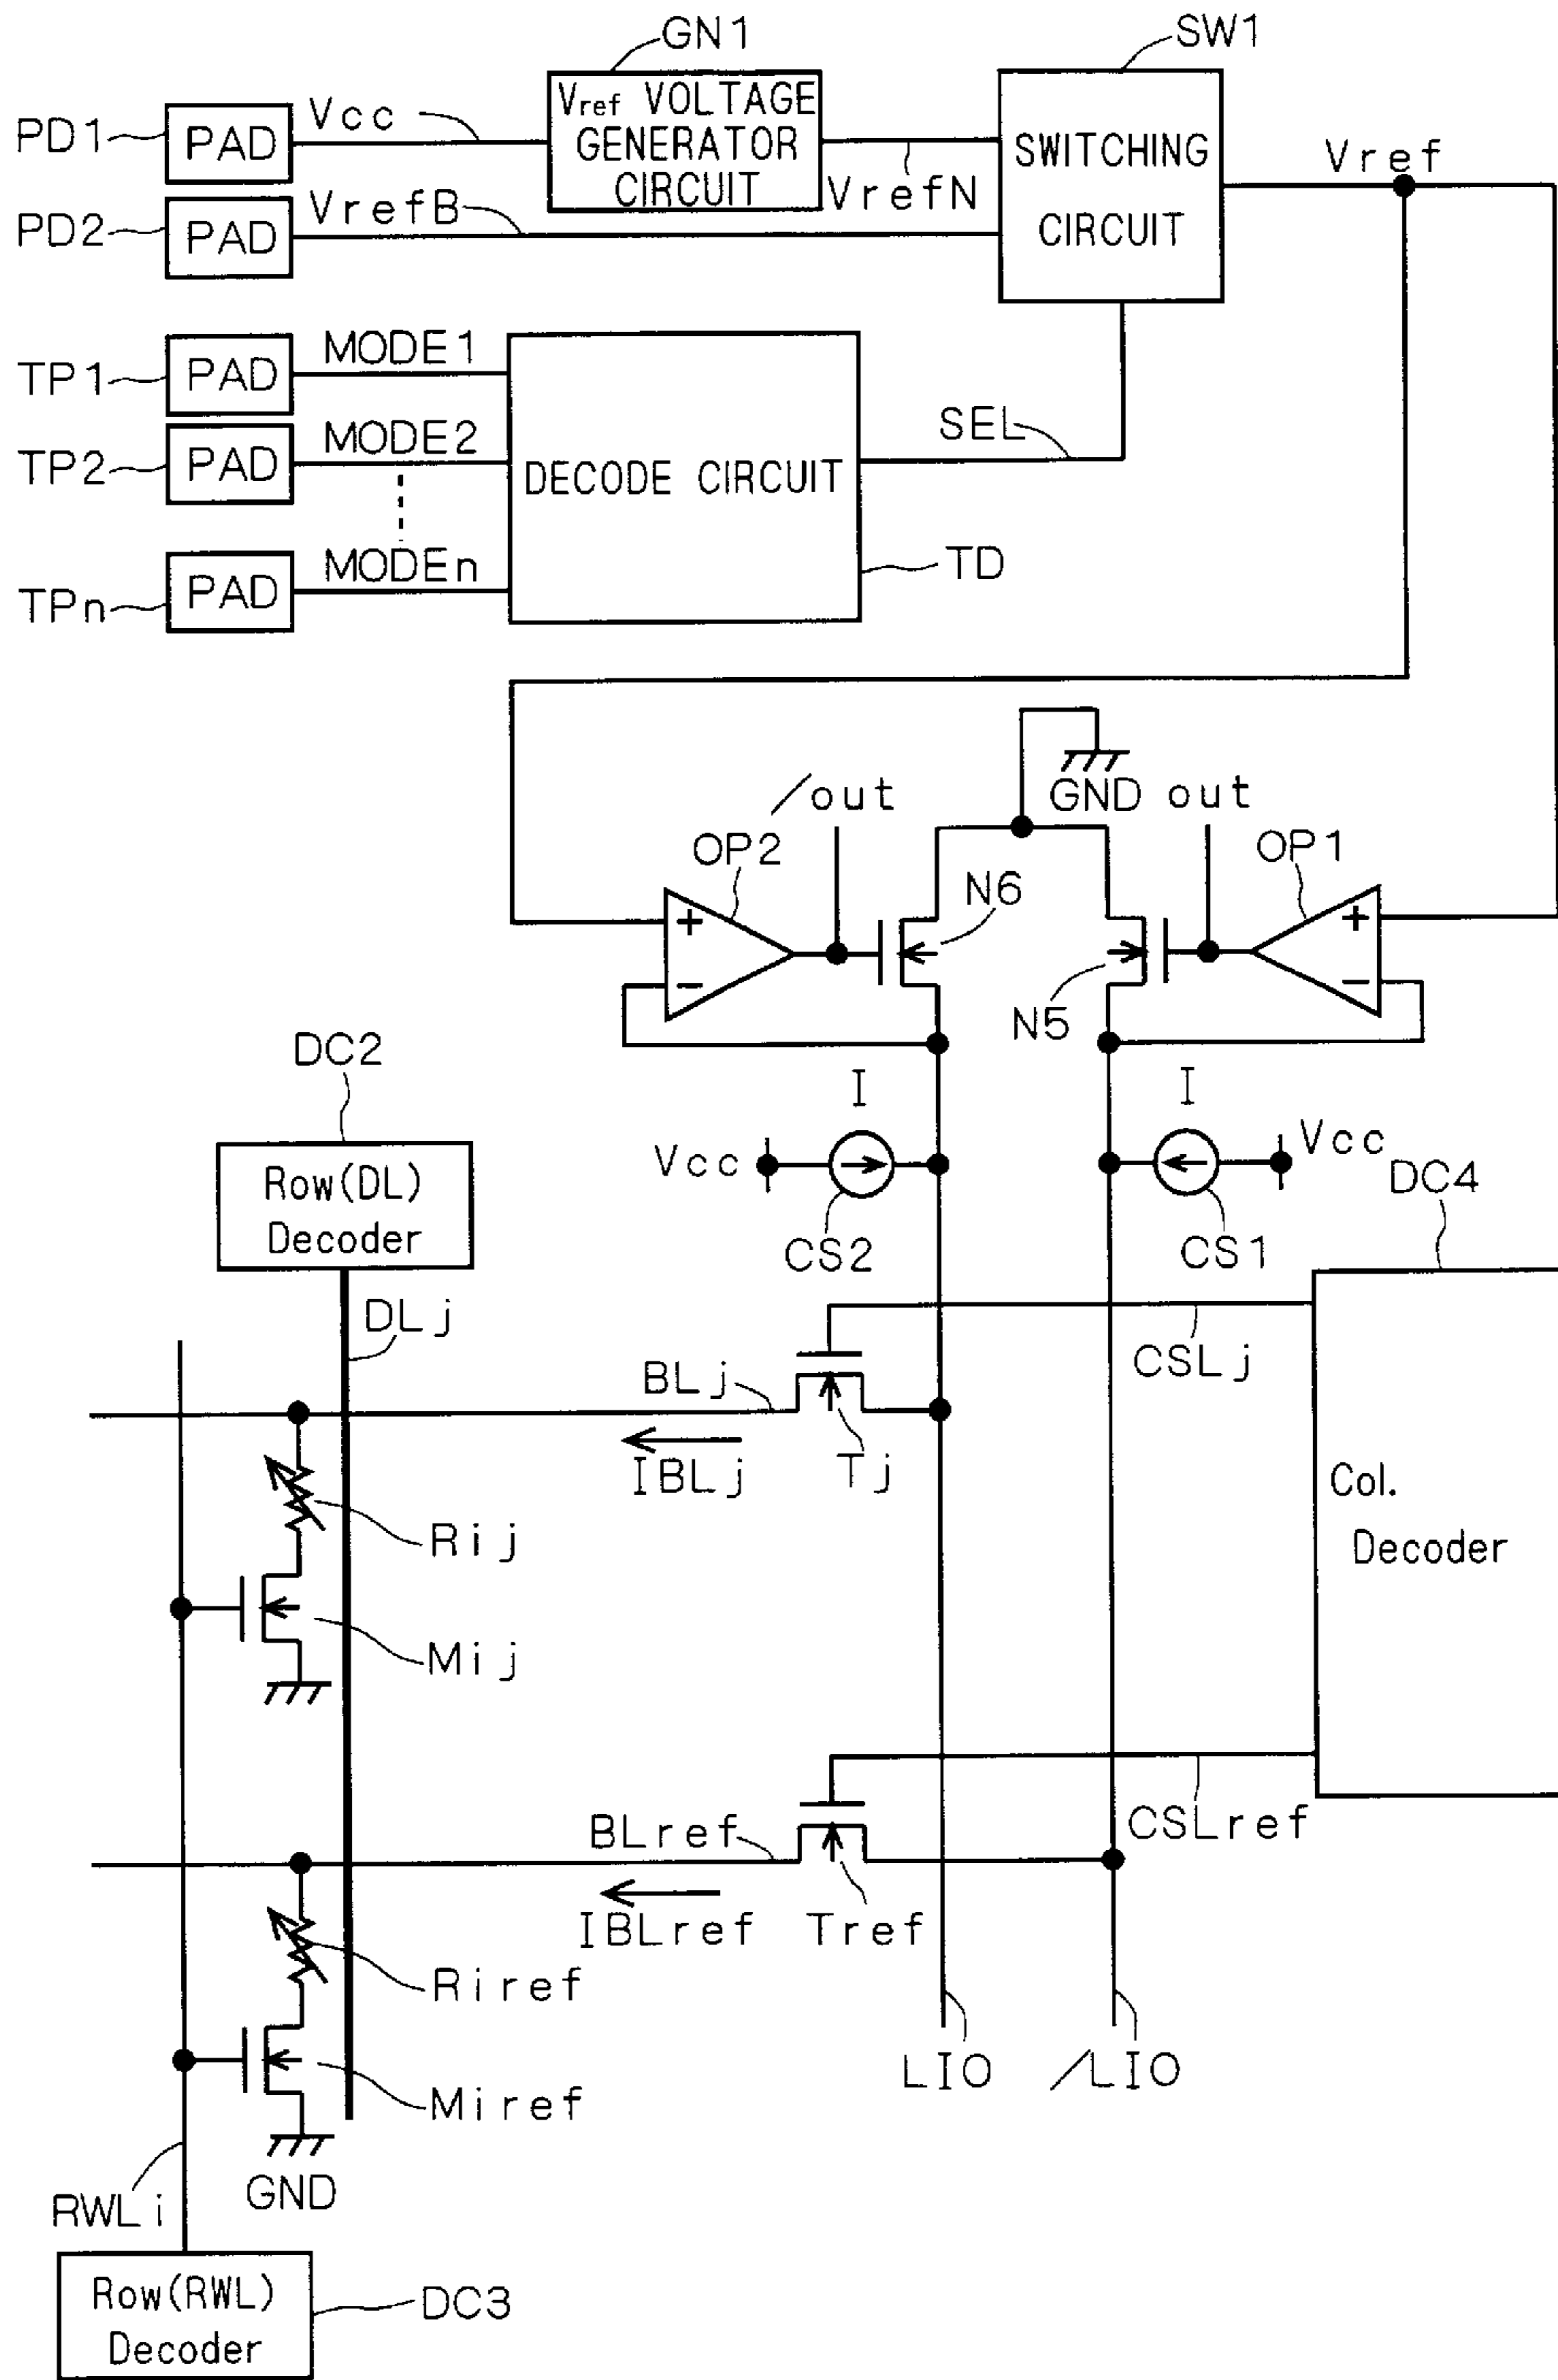 GN1
SW1
PD1
PAD
Vcc
Vref VOLTAGE
GENERATOR
CIRCUIT
VrefN
SWITCHING
CIRCUIT
Vref
PD2
PAD
VrefB
TP1
PAD
MODE1
TP2
PAD
MODE2
SEL
DECODE CIRCUIT
TPn
PAD
MODEn
TD
/out
GND
out
OP2
OP1
+
N6
+
−
−
N5
DC2
I
I
Vcc
Vcc
DC4
Row(DL)
Decoder
CS2
CS1
DLj
CSLj
BLj
IBLj
Tj
Col.
Decoder
Rij
Mij
CSLref
BLref
IBLref
Tref
Riref
LIO
/LIO
Miref
GND
RWLi
Row(RWL)
Decoder
DC3